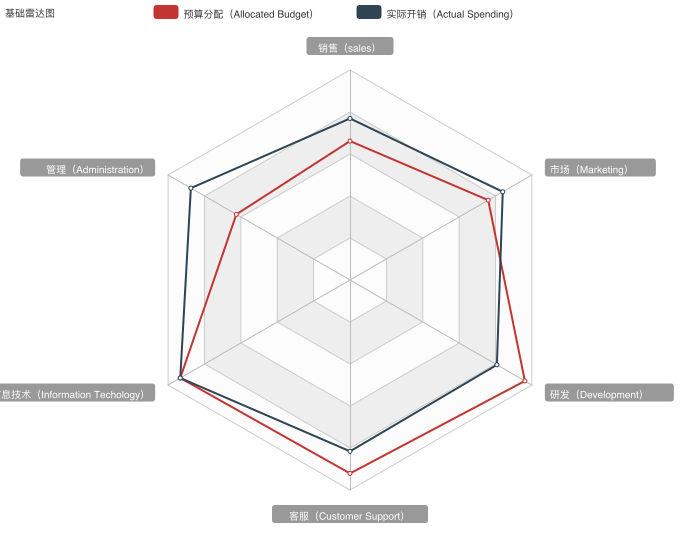 基础雷达图
预算分配（Allocated Budget）
实际开销（Actual Spending）
销售（sales）
管理（Administration）
市场（Marketing）
息技术（Information Techology）
研发（Development）
客服（Customer Support）